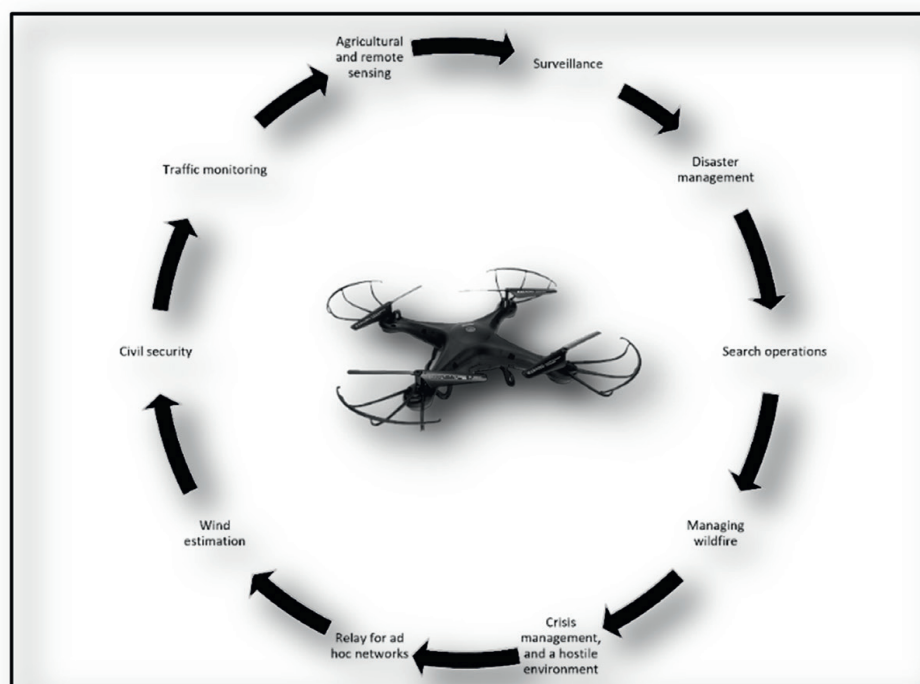 Agricultural
and remote
sensing
Surveillance
Disaster
management
Search operations
Managing
wildfire
Crisis
management,
and a hostile
environment
Relay for ad
hoc networks
Wind
estimation
Civil security
Traffic monitoring